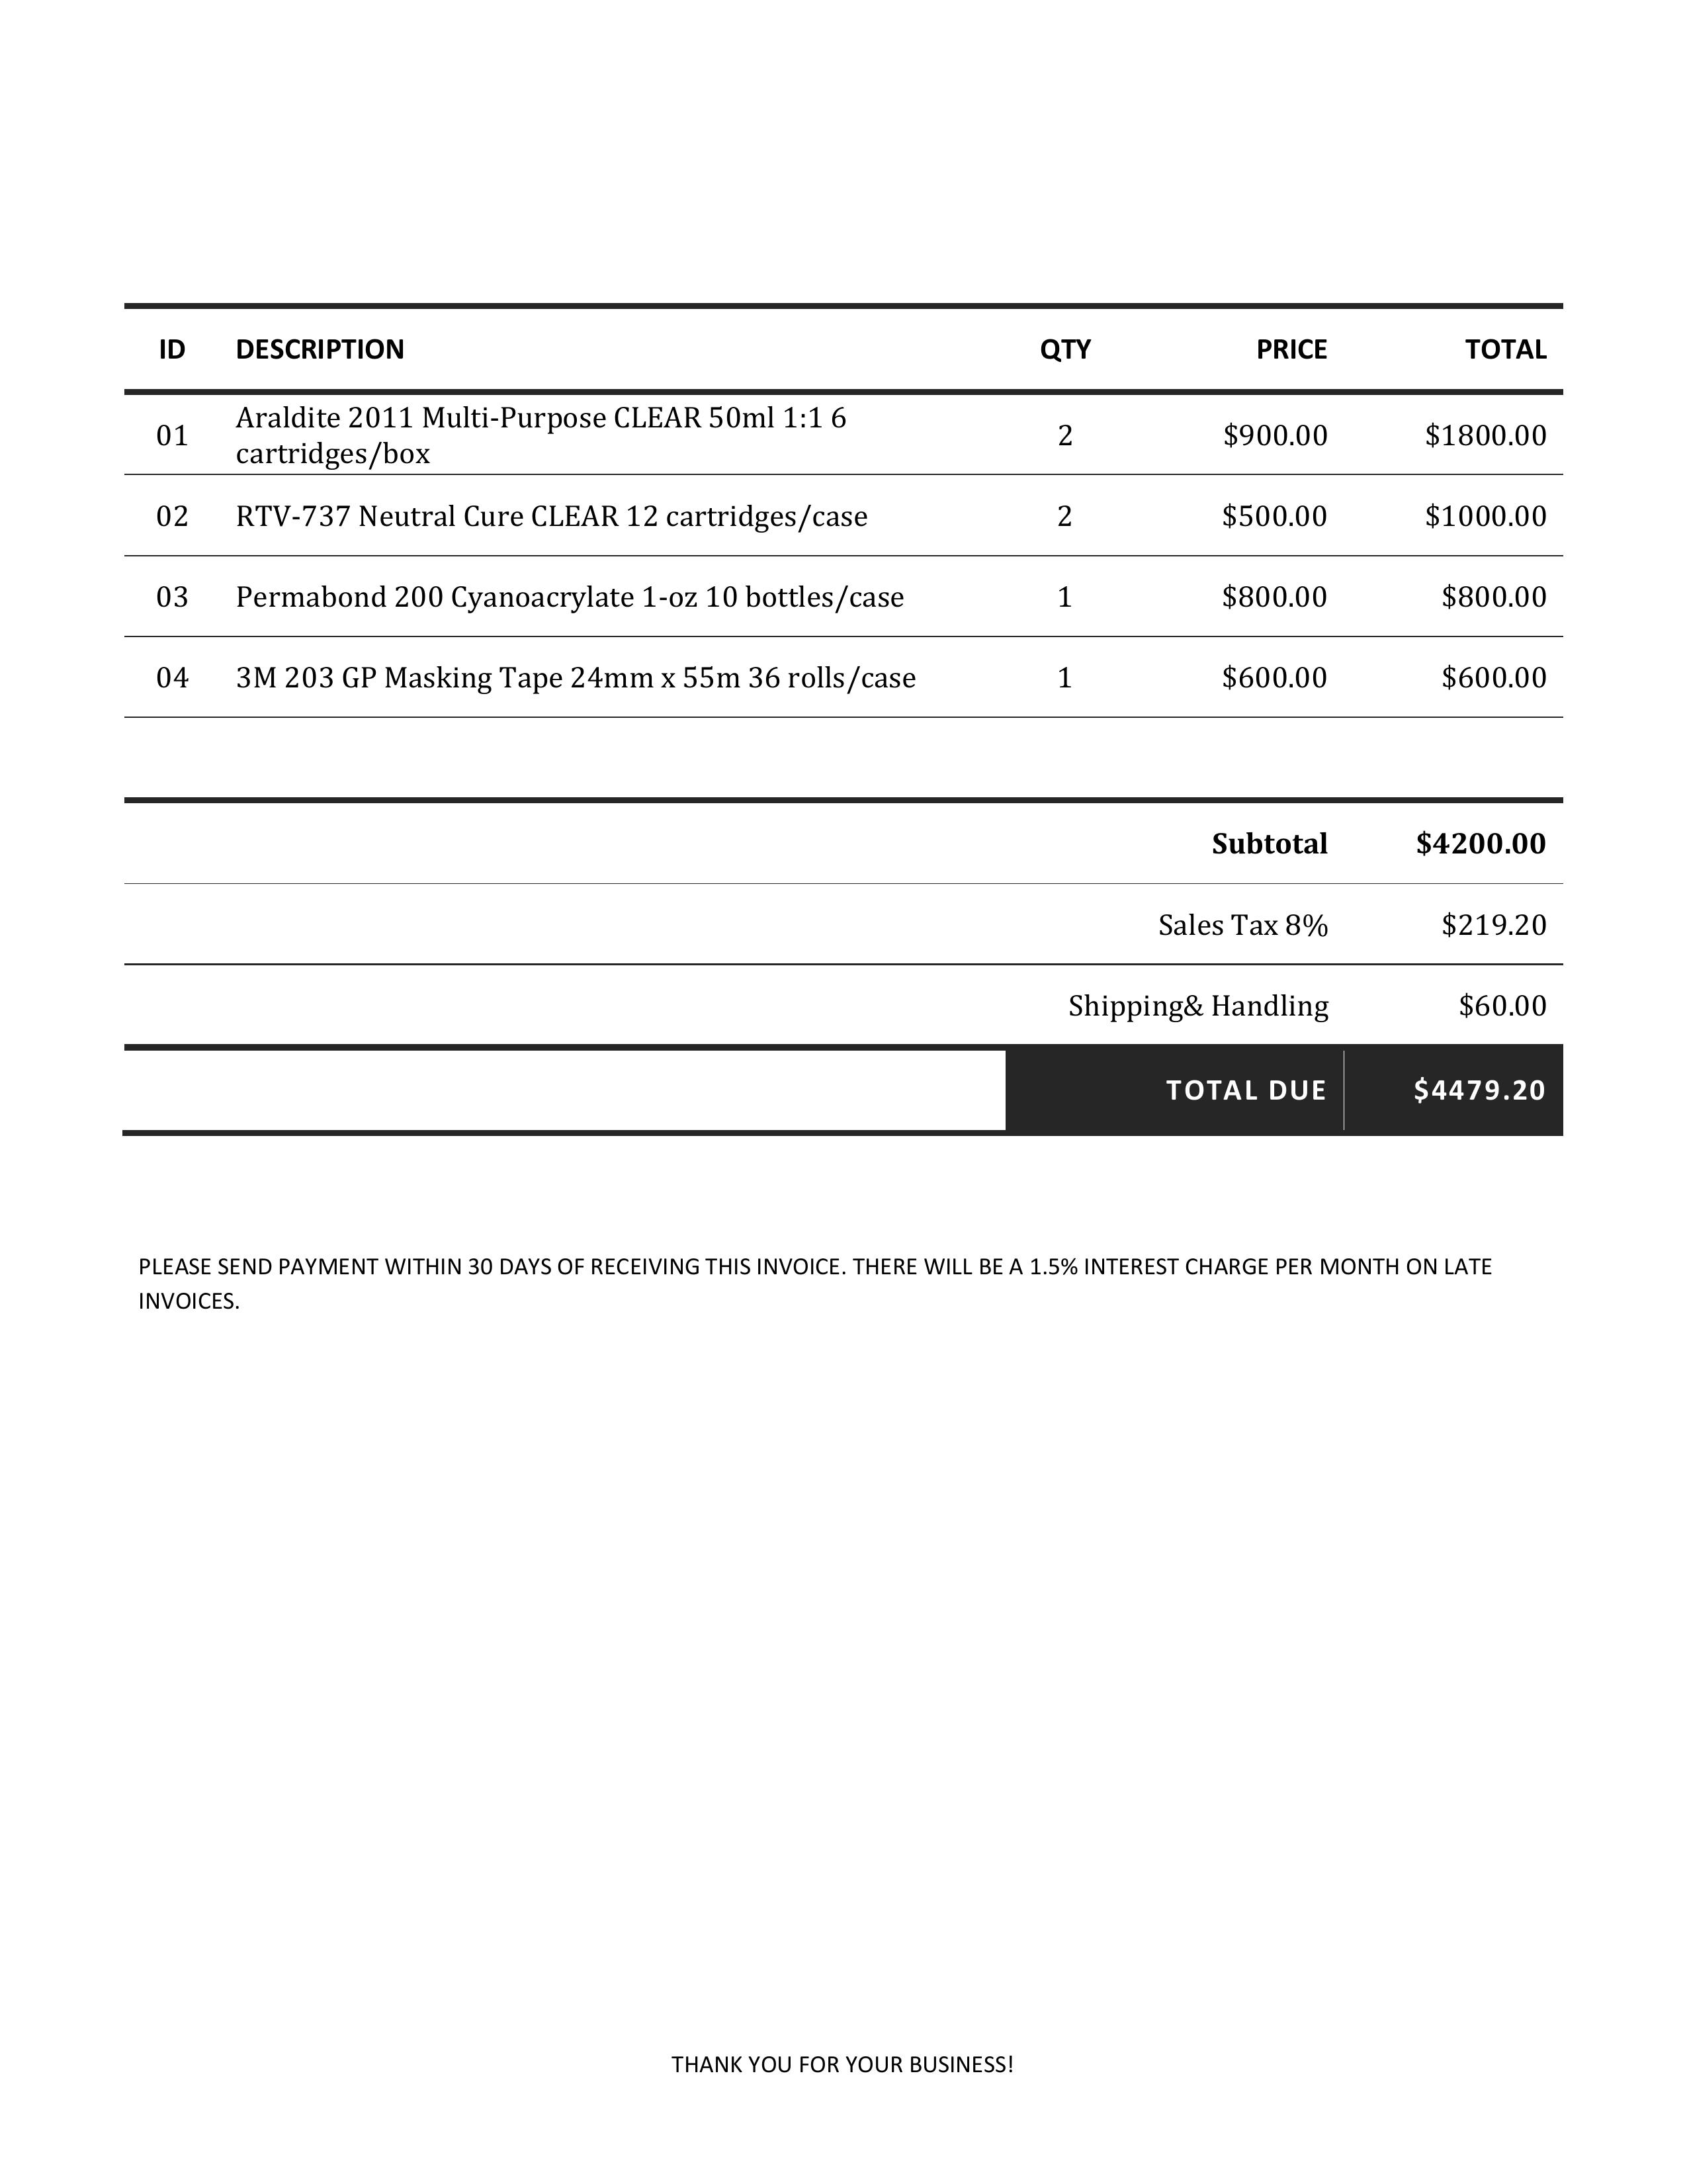 ID DESCRIPTION QTY PRICE TOTAL
01 Araldite 2011 Multi-Purpose CLEAR 50ml 1:1 6
cartridges/box 2 $900.00 $1800.00
02 RTV-737 Neutral Cure CLEAR 12 cartridges/case 2 $500.00 $1000.00
03 Permabond 200 Cyanoacrylate 1-oz 10 bottles/case 1 $800.00 $800.00
04 3M 203 GP Masking Tape 24mm x 55m 36 rolls/case 1 $600.00 $600.00
Subtotal $4200.00
Sales Tax 8% $219.20
Shipping& Handling $60.00
TOTAL DUE $4479.20
PLEASE SEND PAYMENT WITHIN 30 DAYS OF RECEIVING THIS INVOICE. THERE WILL BE A 1.5% INTEREST CHARGE PER MONTH ON LATE
INVOICES.
THANK YOU FOR YOUR BUSINESS!